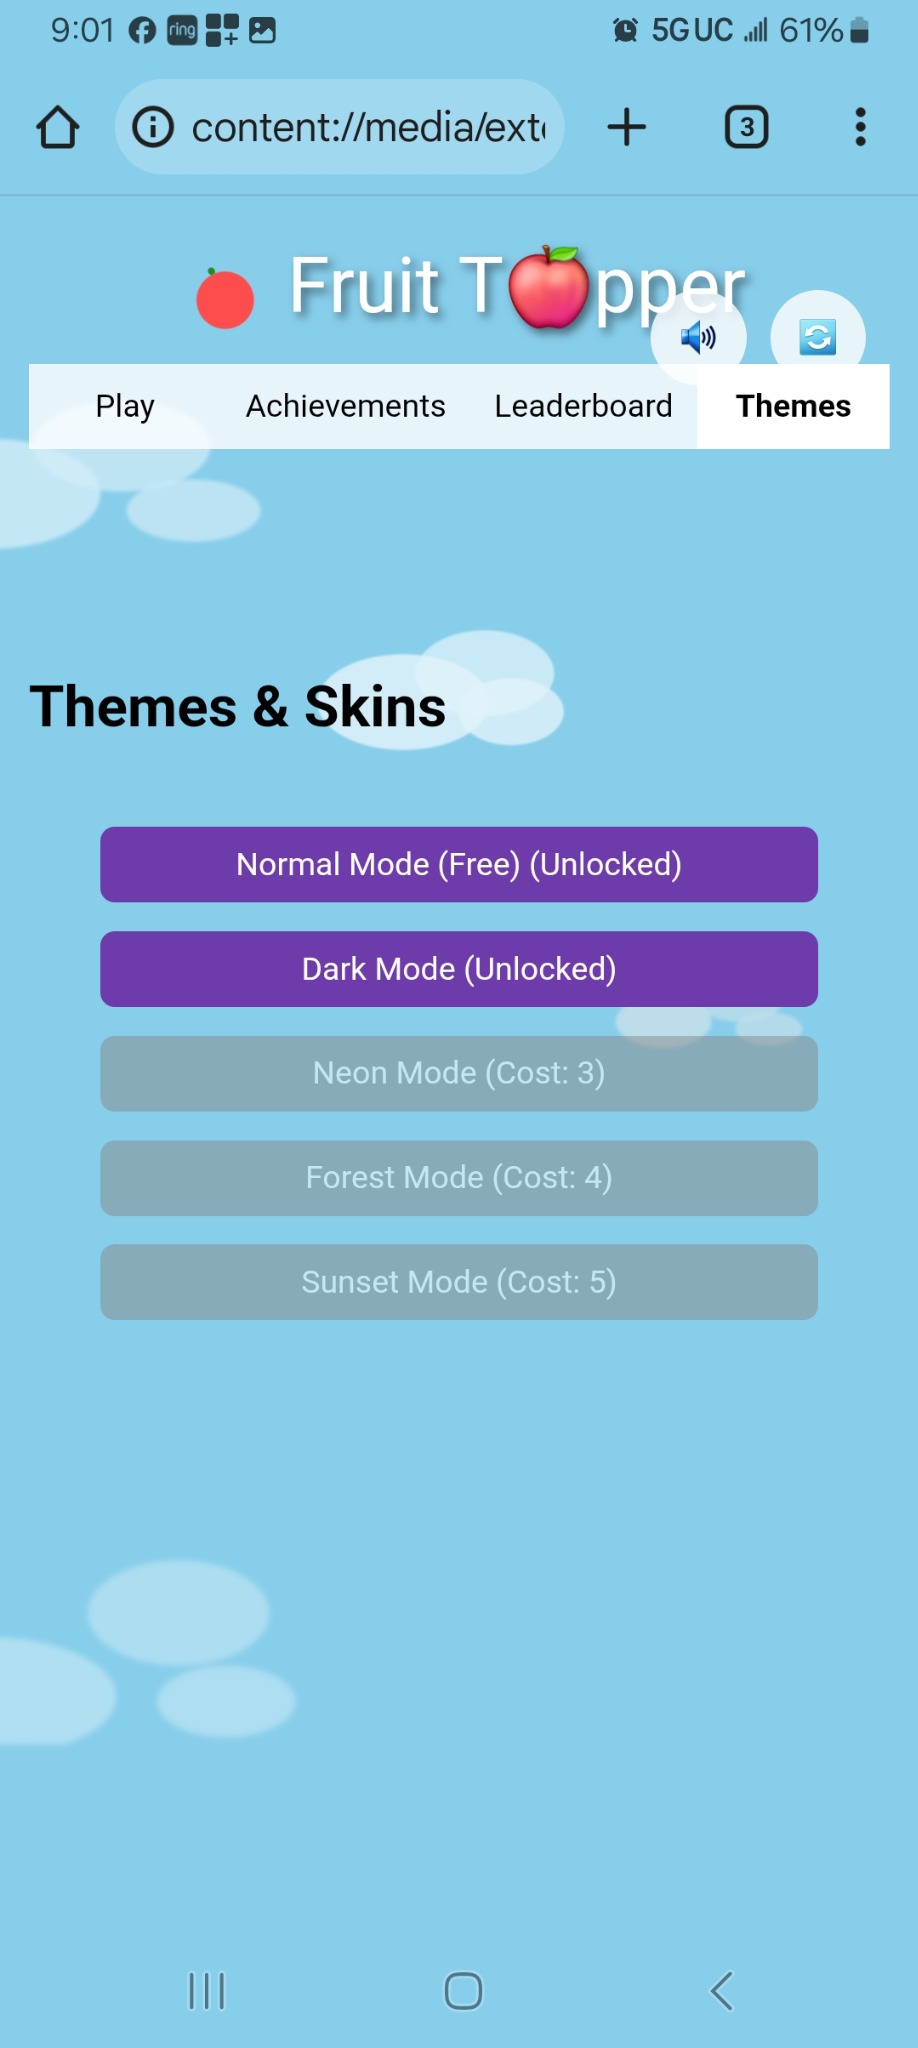 9:01 ring 5G UC 61%
content://media/exte
3
Fruit T🍎pper
Play Achievements Leaderboard Themes
Themes & Skins
Normal Mode (Free) (Unlocked)
Dark Mode (Unlocked)
Neon Mode (Cost: 3)
Forest Mode (Cost: 4)
Sunset Mode (Cost: 5)